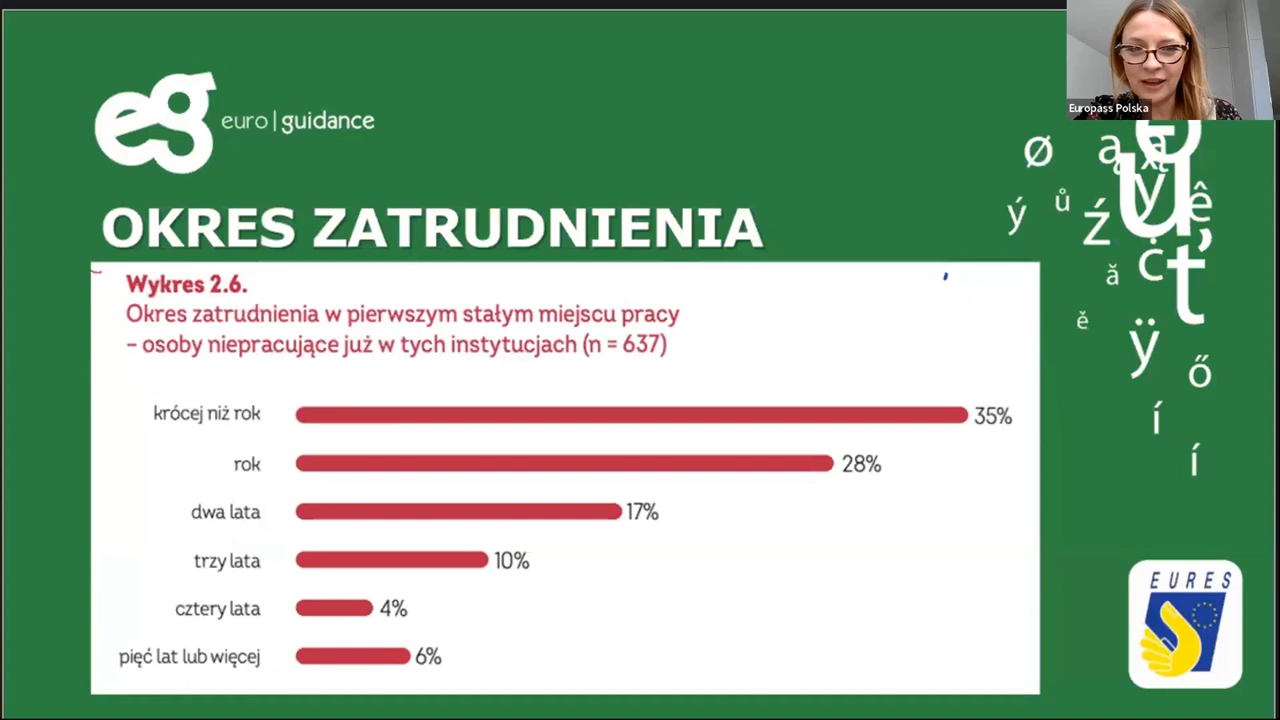 Europass Polska
eg euro | guidance
OKRES ZATRUDNIENIA
Wykres 2.6.
Okres zatrudnienia w pierwszym stałym miejscu pracy
– osoby niepracujące już w tych instytucjach (n = 637)
krócej niż rok 35%
rok 28%
dwa lata 17%
trzy lata 10%
cztery lata 4%
pięć lat lub więcej 6%
ø ą
ý ů ź u y ê
ă ç t ,
ě ÿ ő
í
í
EURES